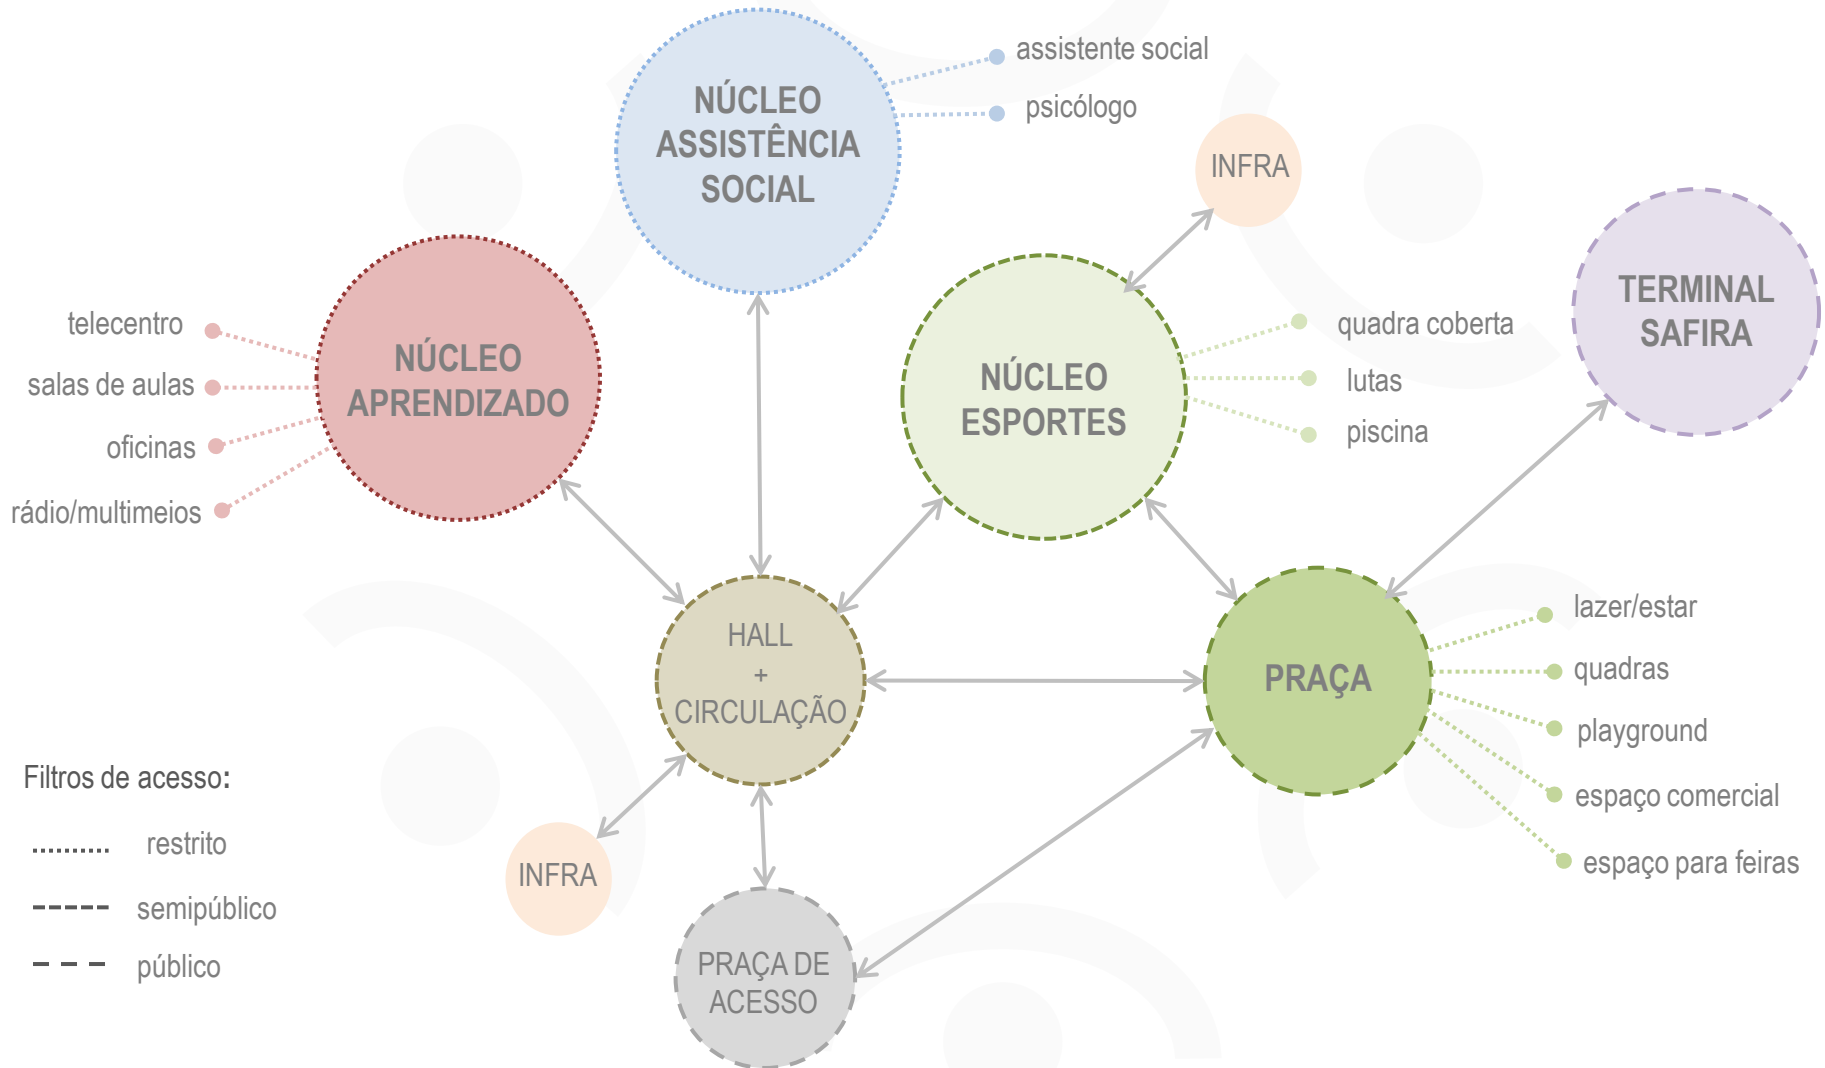 NÚCLEO
ASSISTÊNCIA
SOCIAL
assistente social
psicólogo
INFRA
TERMINAL
SAFIRA
NÚCLEO
APRENDIZADO
telecentro
salas de aulas
oficinas
rádio/multimeios
NÚCLEO
ESPORTES
quadra coberta
lutas
piscina
HALL
+
CIRCULAÇÃO
PRAÇA
lazer/estar
quadras
playground
espaço comercial
espaço para feiras
INFRA
PRAÇA DE
ACESSO
Filtros de acesso:
restrito
semipúblico
público